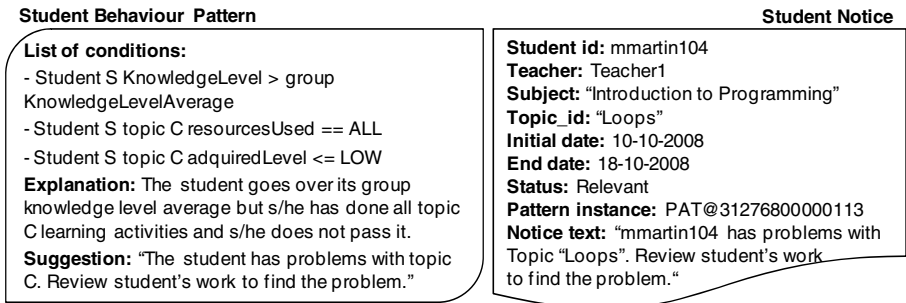 Student Behaviour Pattern
List of conditions:
- Student S KnowledgeLevel > group
KnowledgeLevelAverage
- Student S topic C resourcesUsed == ALL
- Student S topic C adquiredLevel <= LOW
Explanation: The student goes over its group
knowledge level average but s/he has done all topic
C learning activities and s/he does not pass it.
Suggestion: “The student has problems with topic
C. Review student’s work to find the problem.”
Student Notice
Student id: mmartin104
Teacher: Teacher1
Subject: “Introduction to Programming”
Topic_id: “Loops”
Initial date: 10-10-2008
End date: 18-10-2008
Status: Relevant
Pattern instance: PAT@31276800000113
Notice text: “mmartin104 has problems with
Topic “Loops”. Review student’s work
to find the problem.“